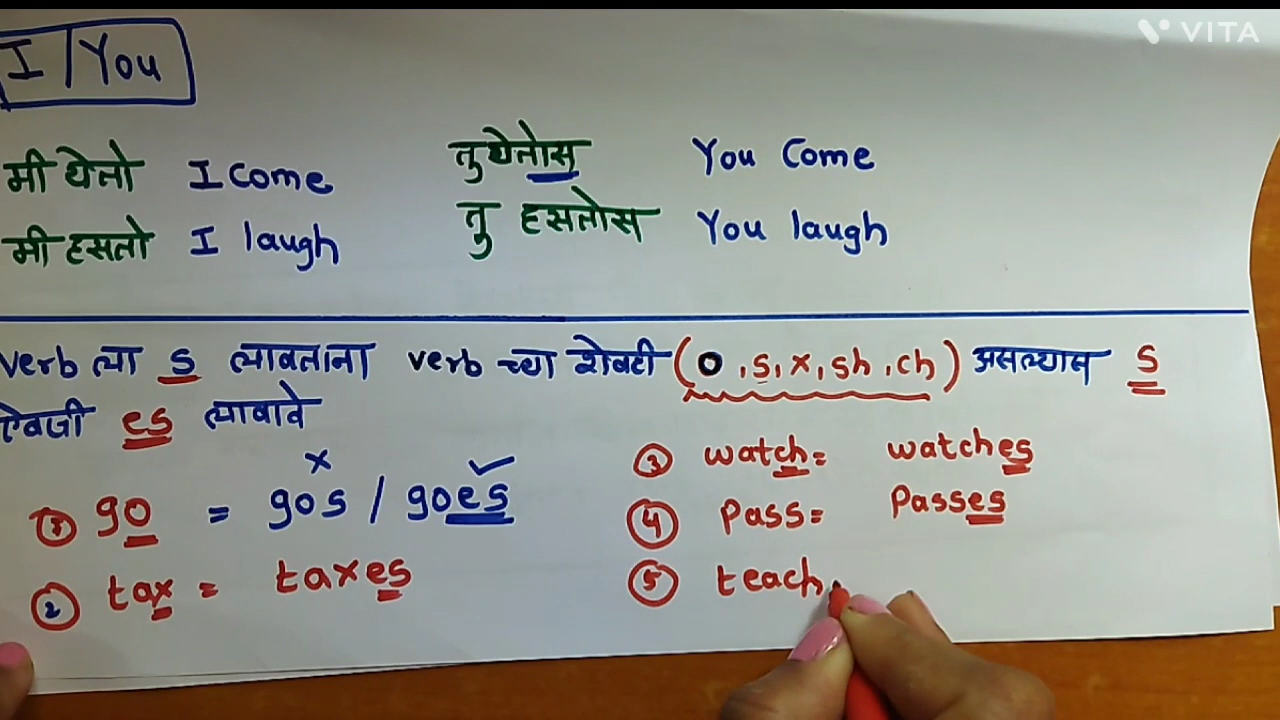 VITA
I/You
मी येतो I come तु येतोस You Come
मी हसतो I laugh तु हसतोस You laugh
verb ला s लावताना verb च्या शेवटी (o, s, x, sh, ch) असल्यास s
ऐवजी es लावावे
① go = gos / goes
② tax = taxes
③ watch = watches
④ pass = Passes
⑤ teach